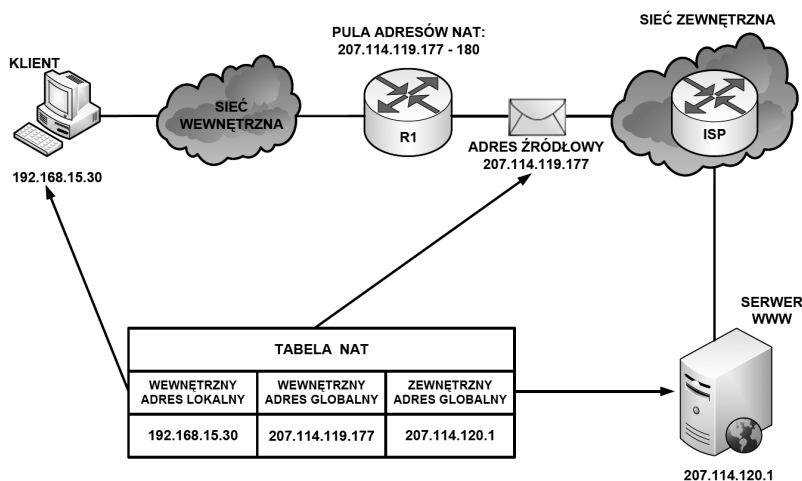 SIEĆ ZEWNĘTRZNA
PULA ADRESÓW NAT:
207.114.119.177 - 180
KLIENT
SIEĆ
WEWNĘTRZNA
R1
ISP
ADRES ŹRÓDŁOWY
207.114.119.177
192.168.15.30
SERWER
WWW
TABELA NAT
WEWNĘTRZNY
ADRES LOKALNY
WEWNĘTRZNY
ADRES GLOBALNY
ZEWNĘTRZNY
ADRES GLOBALNY
192.168.15.30
207.114.119.177
207.114.120.1
207.114.120.1